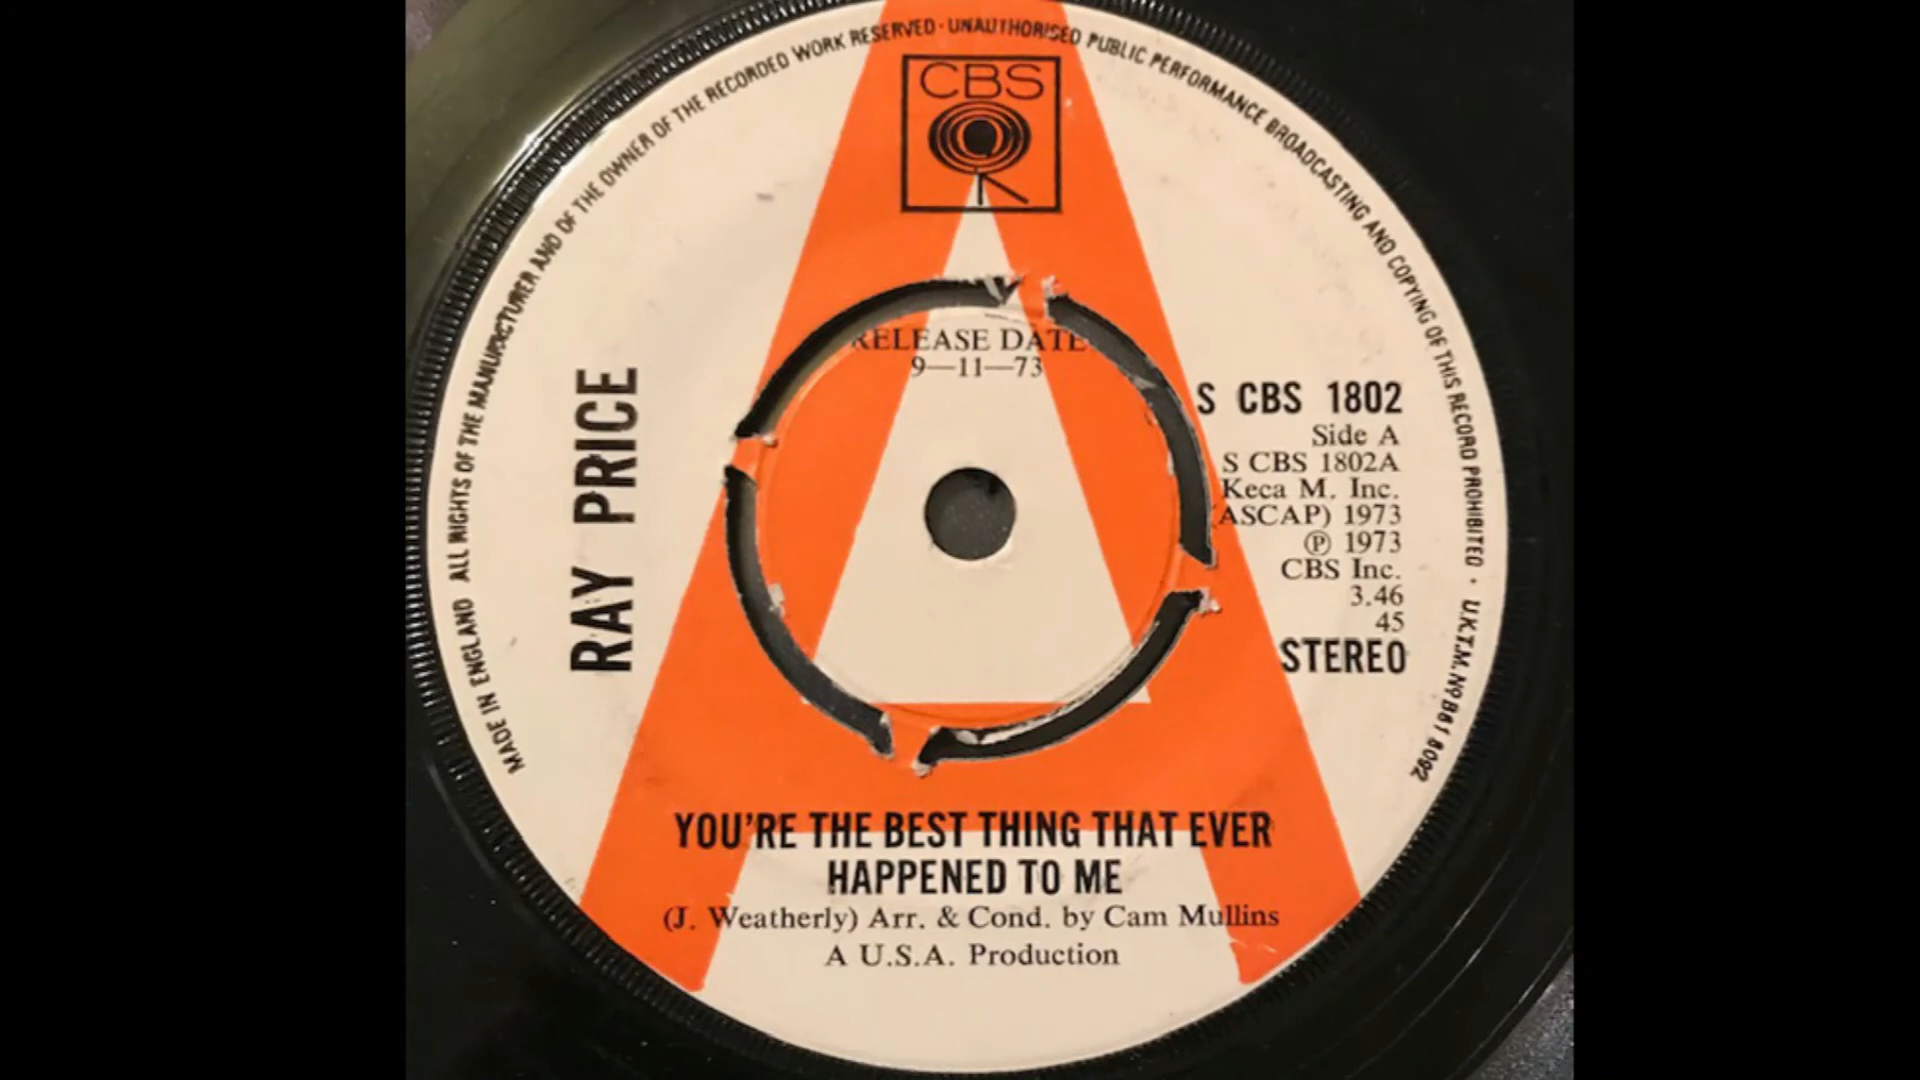 MADE IN ENGLAND ALL RIGHTS OF THE MANUFACTURER AND OF THE OWNER OF THE RECORDED WORK RESERVED · UNAUTHORISED PUBLIC PERFORMANCE BROADCASTING AND COPYING OF THIS RECORD PROHIBITED · U.K.T.M. Nº B61 8092
CBS
RELEASE DATE
9—11—73
RAY PRICE
S CBS 1802
Side A
S CBS 1802A
Keca M. Inc.
(ASCAP) 1973
℗ 1973
CBS Inc.
3.46
45
STEREO
YOU'RE THE BEST THING THAT EVER
HAPPENED TO ME
(J. Weatherly) Arr. & Cond. by Cam Mullins
A U.S.A. Production